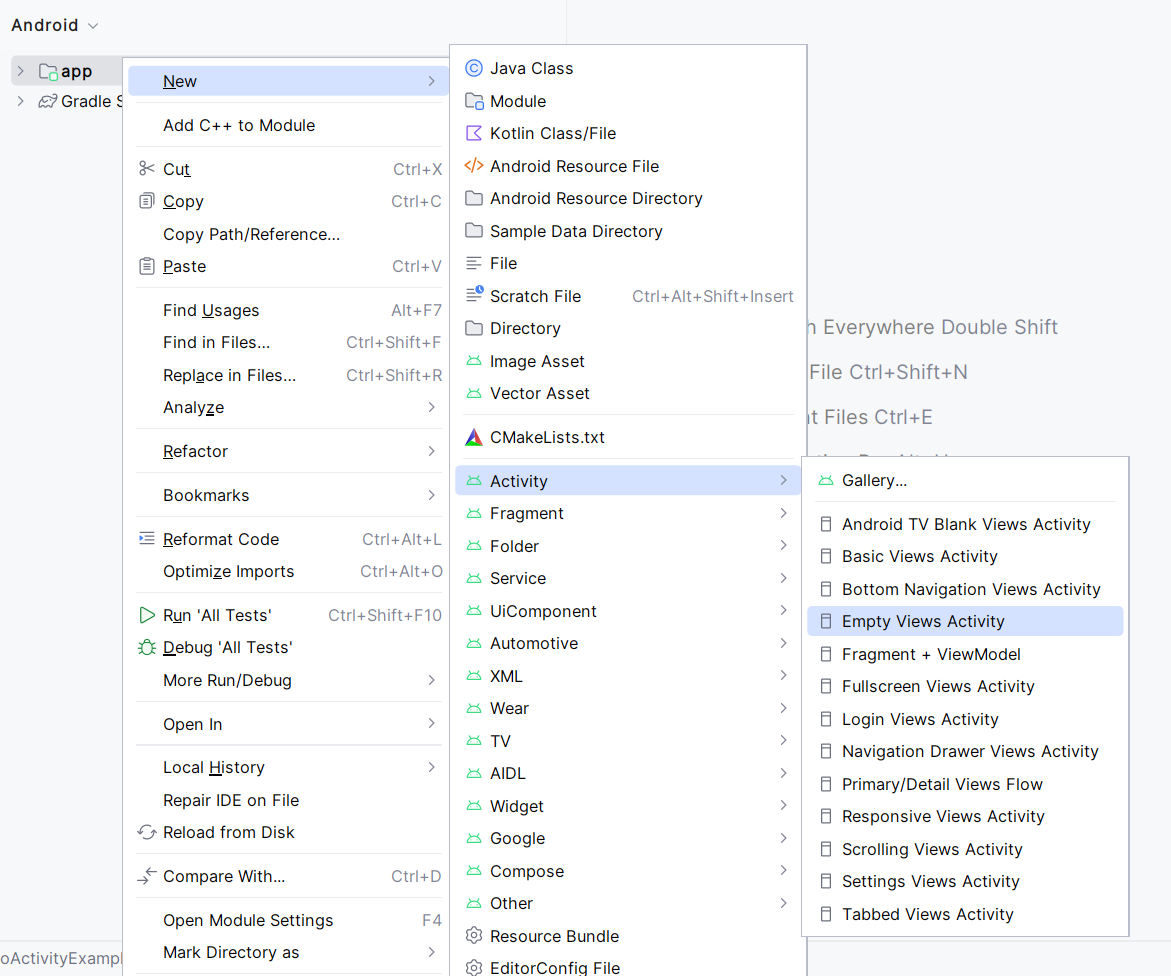 Android
app
Gradle S
New
Add C++ to Module
Cut Ctrl+X
Copy Ctrl+C
Copy Path/Reference...
Paste Ctrl+V
Find Usages Alt+F7
Find in Files... Ctrl+Shift+F
Replace in Files... Ctrl+Shift+R
Analyze
Refactor
Bookmarks
Reformat Code Ctrl+Alt+L
Optimize Imports Ctrl+Alt+O
Run 'All Tests' Ctrl+Shift+F10
Debug 'All Tests'
More Run/Debug
Open In
Local History
Repair IDE on File
Reload from Disk
Compare With... Ctrl+D
Open Module Settings F4
Mark Directory as
Java Class
Module
Kotlin Class/File
Android Resource File
Android Resource Directory
Sample Data Directory
File
Scratch File Ctrl+Alt+Shift+Insert
Directory
Image Asset
Vector Asset
CMakeLists.txt
Activity
Fragment
Folder
Service
UiComponent
Automotive
XML
Wear
TV
AIDL
Widget
Google
Compose
Other
Resource Bundle
EditorConfig File
h Everywhere Double Shift
File Ctrl+Shift+N
t Files Ctrl+E
Gallery...
Android TV Blank Views Activity
Basic Views Activity
Bottom Navigation Views Activity
Empty Views Activity
Fragment + ViewModel
Fullscreen Views Activity
Login Views Activity
Navigation Drawer Views Activity
Primary/Detail Views Flow
Responsive Views Activity
Scrolling Views Activity
Settings Views Activity
Tabbed Views Activity
oActivityExampl